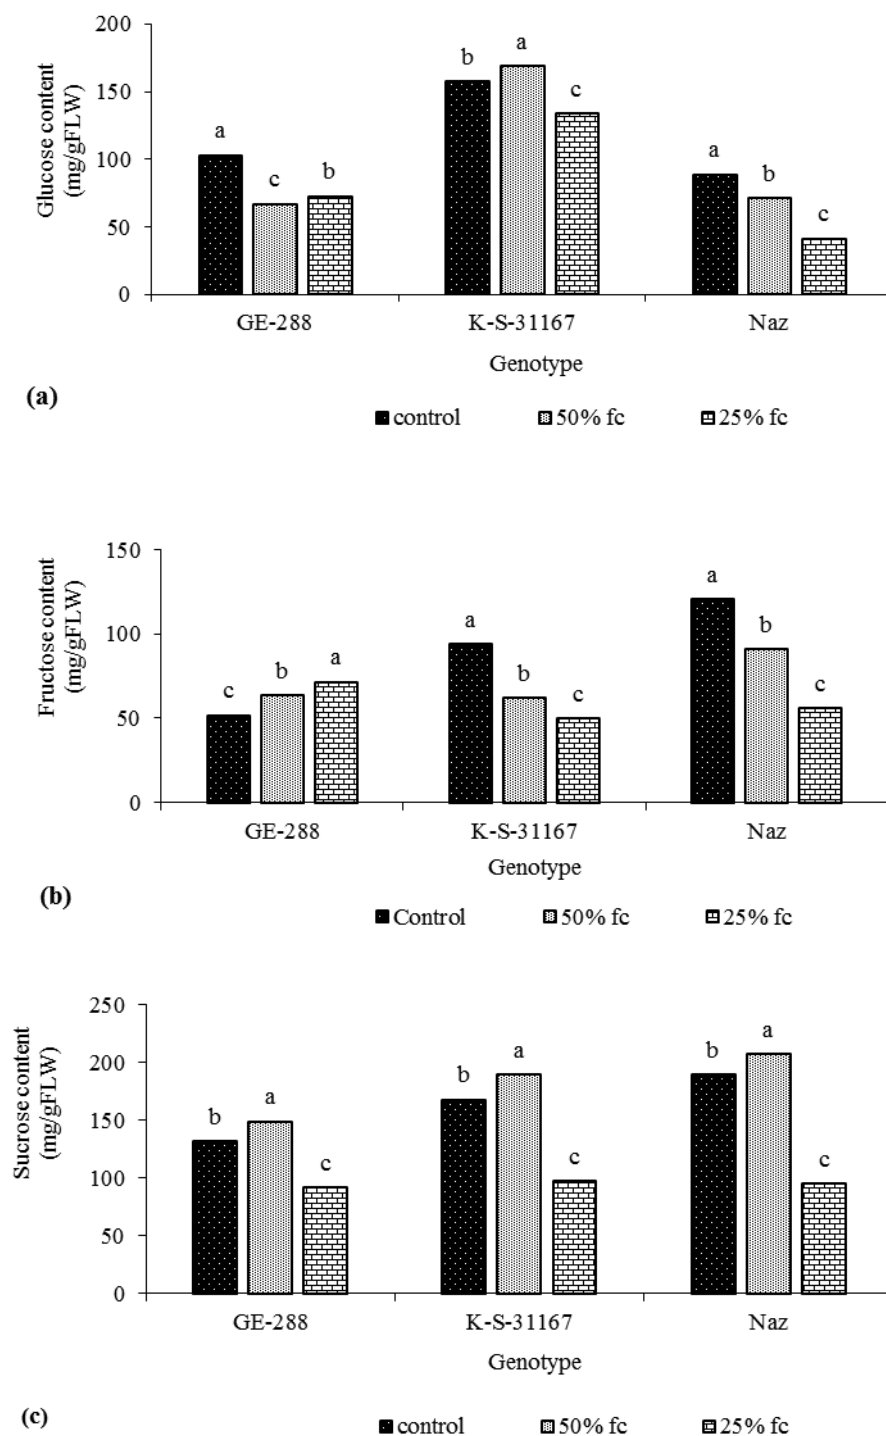 200
150
100
50
0
Glucose content
(mg/gFLW)
a
c
b
b
a
c
a
b
c
GE-288
K-S-31167
Naz
Genotype
(a)
control
50% fc
25% fc
150
100
50
0
Fructose content
(mg/gFLW)
c
b
a
a
b
c
a
b
c
GE-288
K-S-31167
Naz
Genotype
(b)
Control
50% fc
25% fc
250
200
150
100
50
0
Sucrose content
(mg/gFLW)
b
a
c
b
a
c
b
a
c
GE-288
K-S-31167
Naz
Genotype
(c)
control
50% fc
25% fc